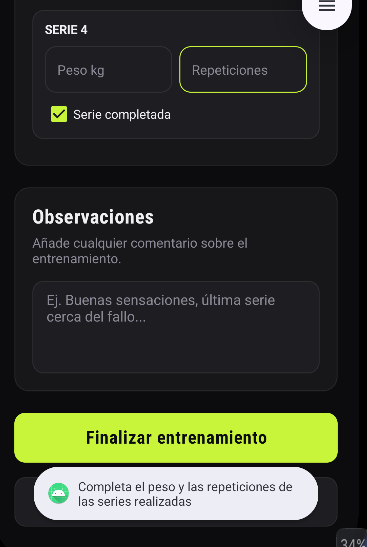 SERIE 4
Peso kg
Repeticiones
Serie completada
Observaciones
Añade cualquier comentario sobre el
entrenamiento.
Ej. Buenas sensaciones, última serie
cerca del fallo...
Finalizar entrenamiento
Completa el peso y las repeticiones de
las series realizadas
34%